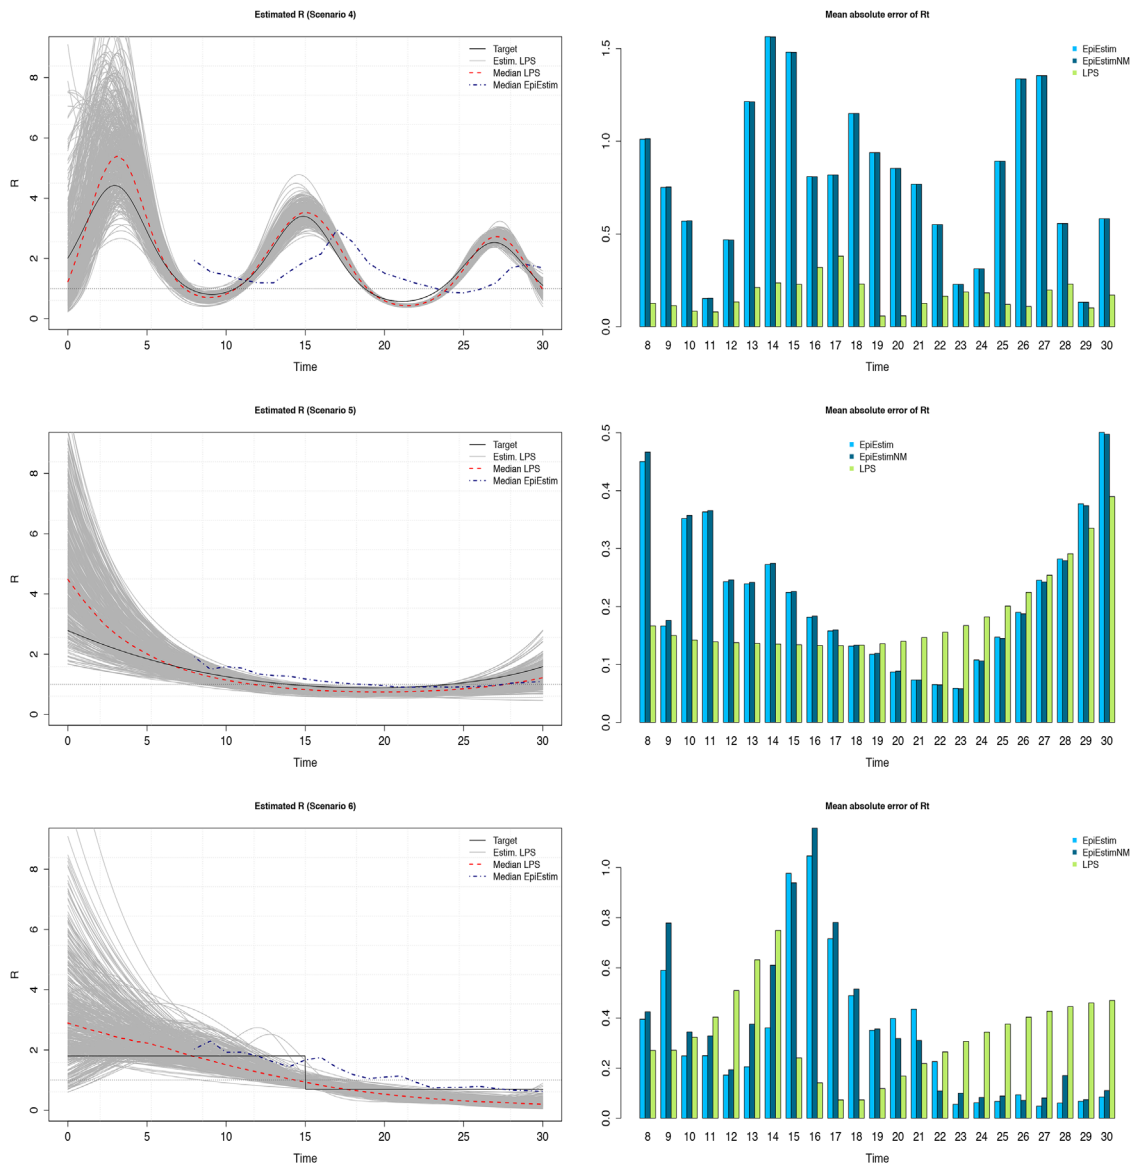 Estimated R (Scenario 4)
Target
Estim. LPS
Median LPS
Median EpiEstim
R
0 2 4 6 8
0 5 10 15 20 25 30
Time
Mean absolute error of Rt
EpiEstim
EpiEstimNM
LPS
0.0 0.5 1.0 1.5
8 9 10 11 12 13 14 15 16 17 18 19 20 21 22 23 24 25 26 27 28 29 30
Time
Estimated R (Scenario 5)
Target
Estim. LPS
Median LPS
Median EpiEstim
R
0 2 4 6 8
0 5 10 15 20 25 30
Time
Mean absolute error of Rt
EpiEstim
EpiEstimNM
LPS
0.0 0.1 0.2 0.3 0.4 0.5
8 9 10 11 12 13 14 15 16 17 18 19 20 21 22 23 24 25 26 27 28 29 30
Time
Estimated R (Scenario 6)
Target
Estim. LPS
Median LPS
Median EpiEstim
R
0 2 4 6 8
0 5 10 15 20 25 30
Time
Mean absolute error of Rt
EpiEstim
EpiEstimNM
LPS
0.0 0.2 0.4 0.6 0.8 1.0
8 9 10 11 12 13 14 15 16 17 18 19 20 21 22 23 24 25 26 27 28 29 30
Time